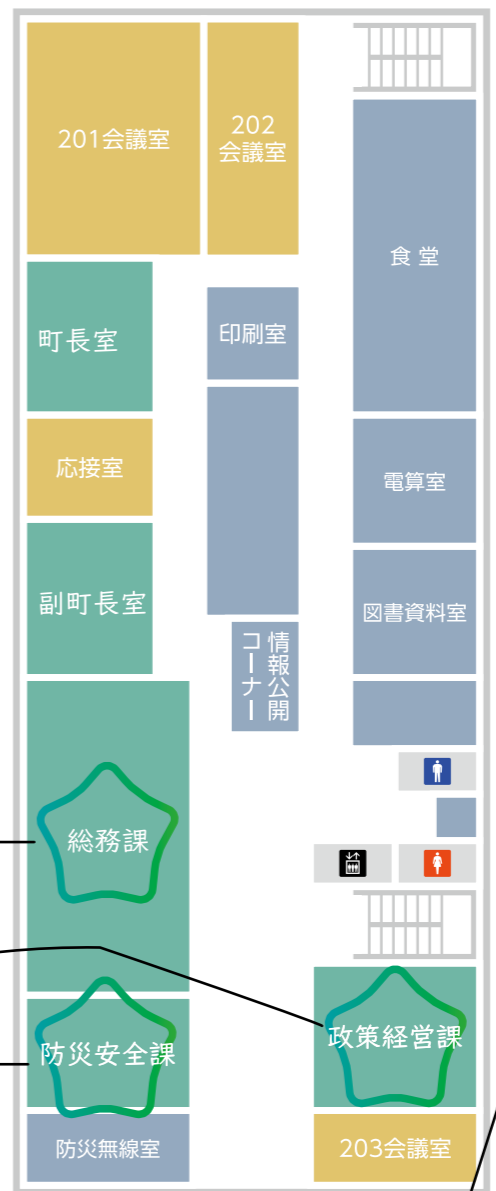 201会議室
202
会議室
食堂
町長室
印刷室
応接室
電算室
副町長室
図書資料室
情報公開
コーナー
総務課
防災安全課
政策経営課
防災無線室
203会議室